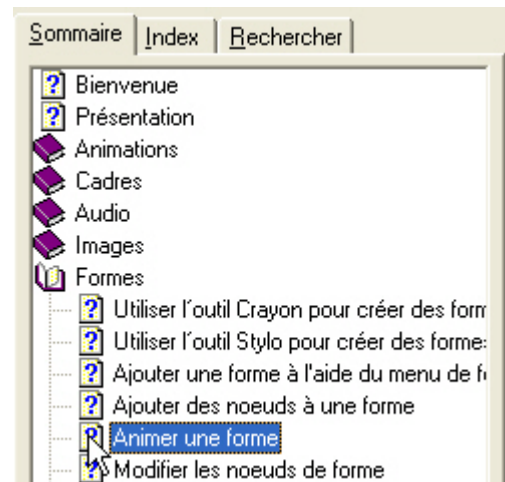 Sommaire Index Rechercher
Bienvenue
Présentation
Animations
Cadres
Audio
Images
Formes
Utiliser l´outil Crayon pour créer des form
Utiliser l´outil Stylo pour créer des forme
Ajouter une forme à l'aide du menu de f
Ajouter des noeuds à une forme
Animer une forme
Modifier les noeuds de forme